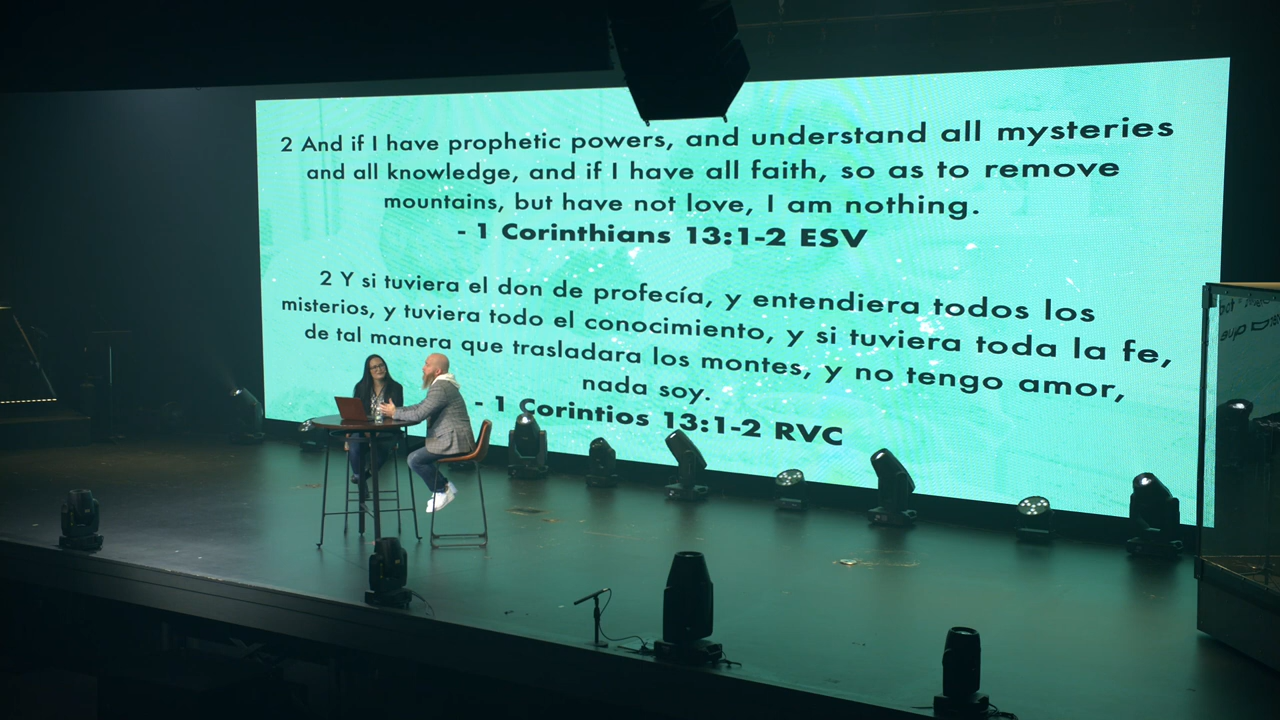 2 And if I have prophetic powers, and understand all mysteries
and all knowledge, and if I have all faith, so as to remove
mountains, but have not love, I am nothing.
- 1 Corinthians 13:1-2 ESV
2 Y si tuviera el don de profecía, y entendiera todos los
misterios, y tuviera todo el conocimiento, y si tuviera toda la fe,
de tal manera que trasladara los montes, y no tengo amor,
nada soy.
- 1 Corintios 13:1-2 RVC